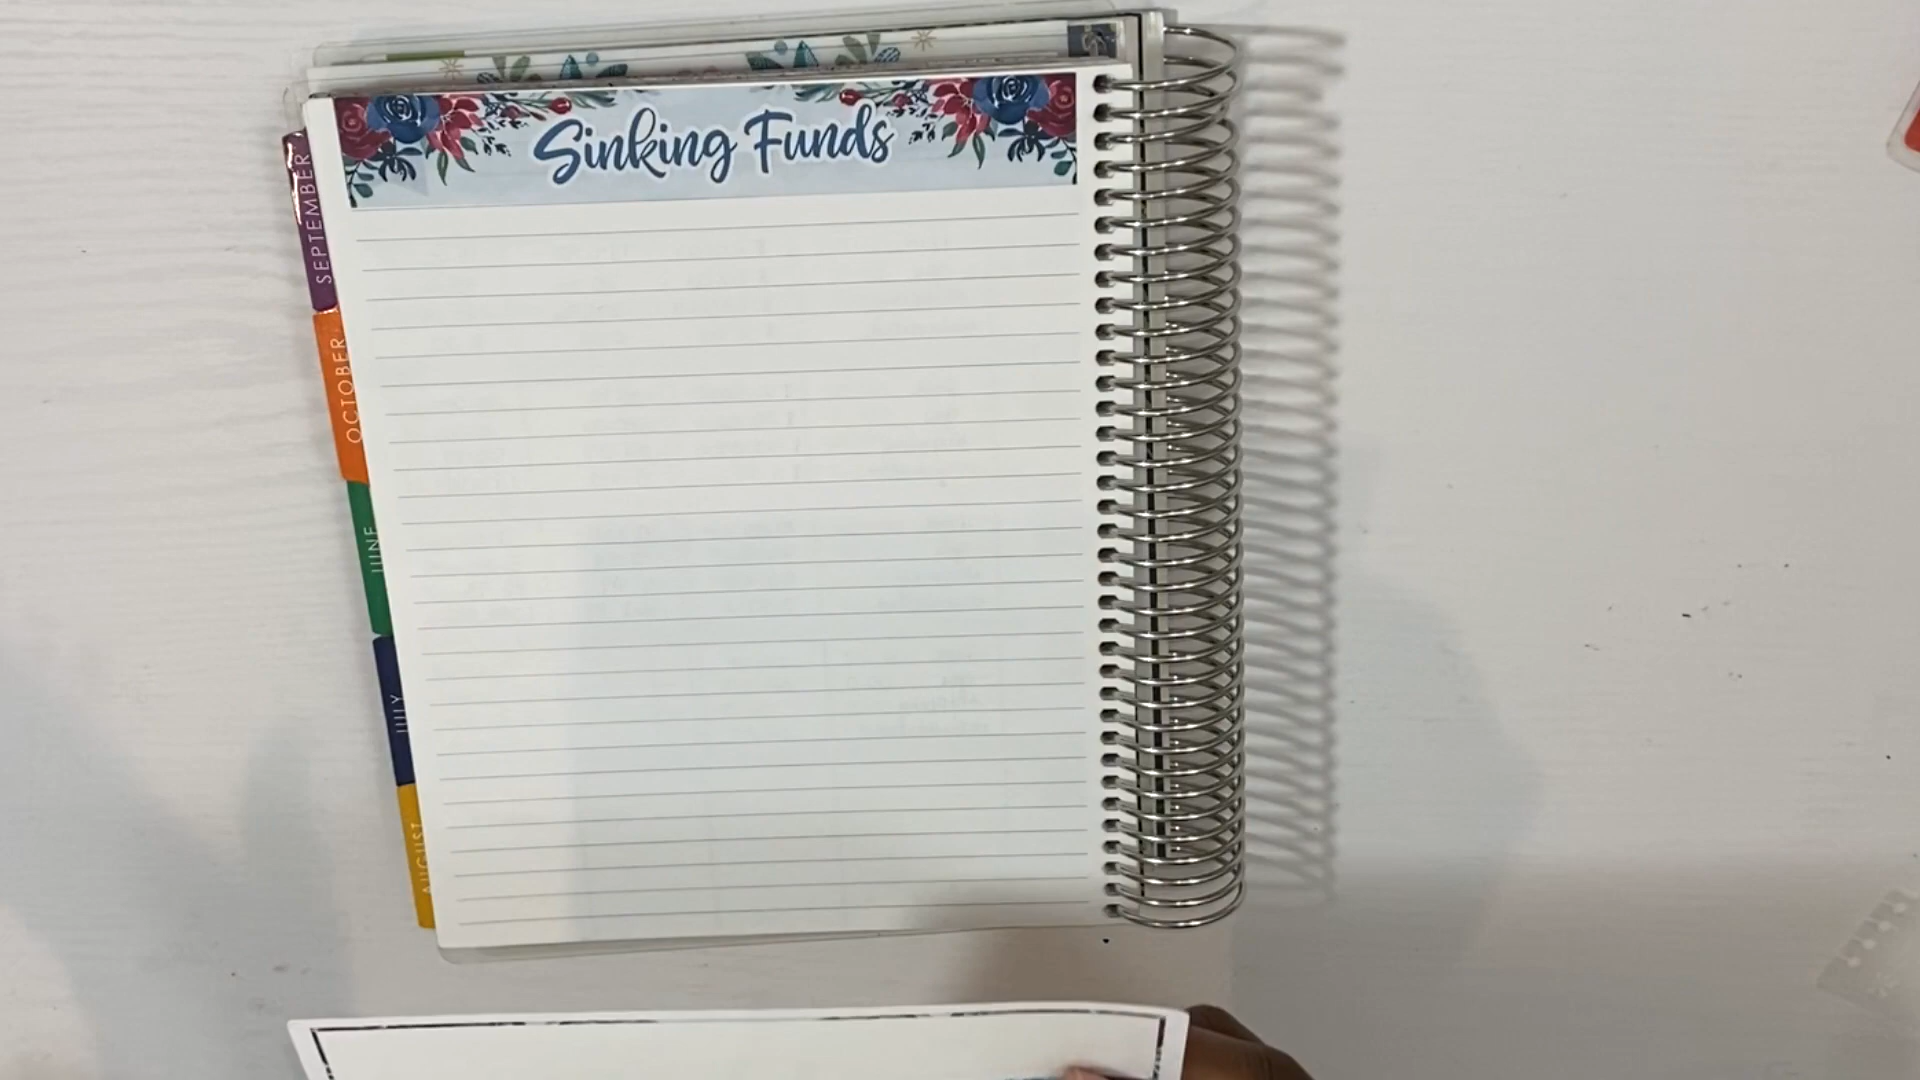 Sinking Funds
SEPTEMBER
OCTOBER
JUNE
JULY
AUGUST